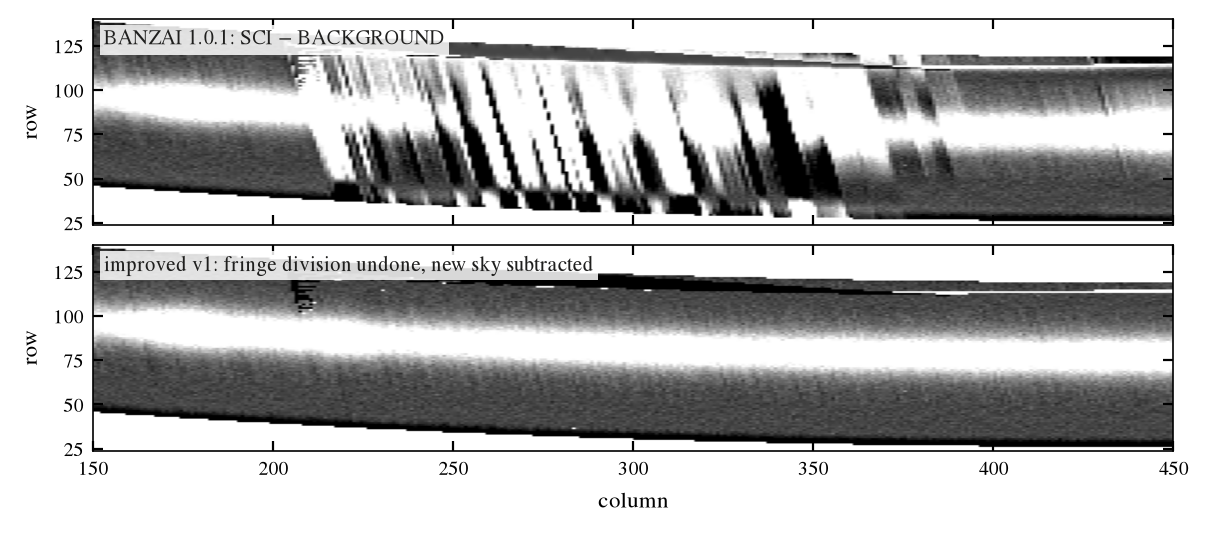 BANZAI 1.0.1: SCI − BACKGROUND
125
100
75
50
25
row
improved v1: fringe division undone, new sky subtracted
125
100
75
50
25
row
150 200 250 300 350 400 450
column